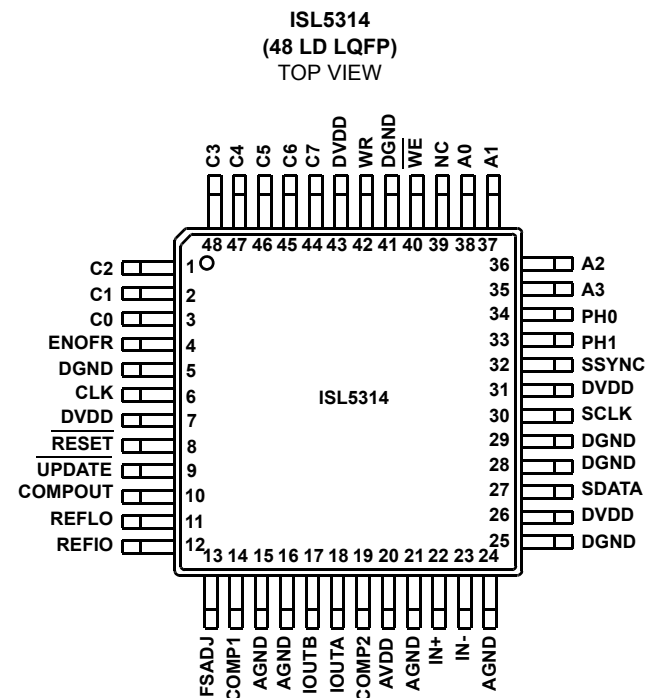 ISL5314
(48 LD LQFP)
TOP VIEW
C3 C4 C5 C6 C7 DVDD WR DGND WE NC A0 A1
48 47 46 45 44 43 42 41 40 39 38 37
C2 1
C1 2
C0 3
ENOFR 4
DGND 5
CLK 6
DVDD 7
RESET 8
UPDATE 9
COMPOUT 10
REFLO 11
REFIO 12
ISL5314
36 A2
35 A3
34 PH0
33 PH1
32 SSYNC
31 DVDD
30 SCLK
29 DGND
28 DGND
27 SDATA
26 DVDD
25 DGND
13 14 15 16 17 18 19 20 21 22 23 24
FSADJ COMP1 AGND AGND IOUTB IOUTA COMP2 AVDD AGND IN+ IN- AGND